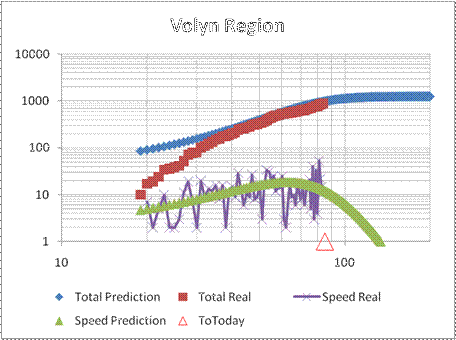 Volyn Region
10000
1000
100
10
1
10 100
Total Prediction Total Real Speed Real
Speed Prediction ToToday